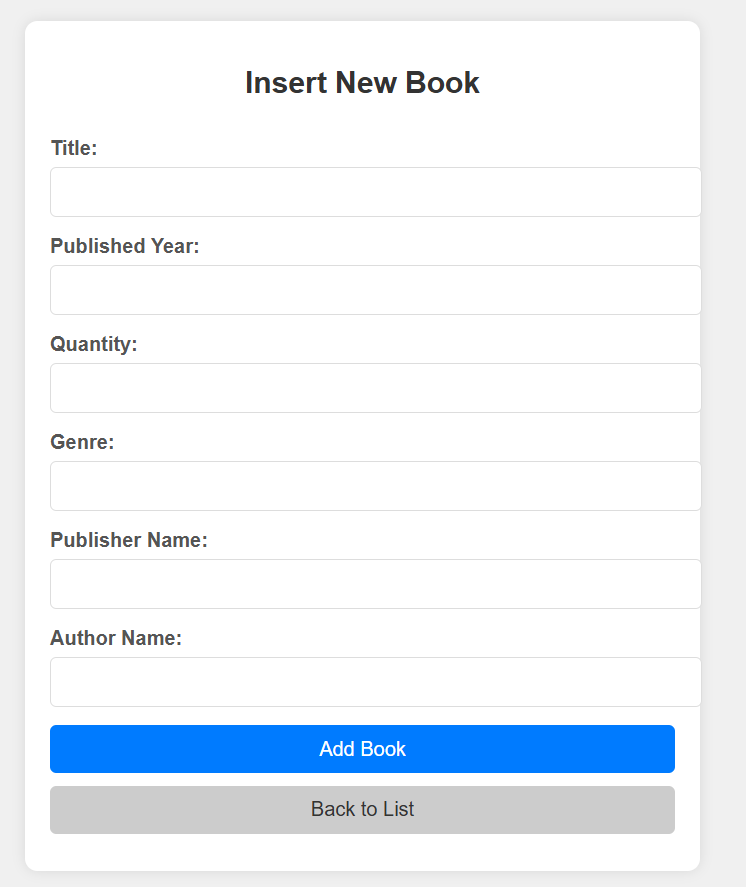 Insert New Book
Title:
Published Year:
Quantity:
Genre:
Publisher Name:
Author Name:
Add Book
Back to List